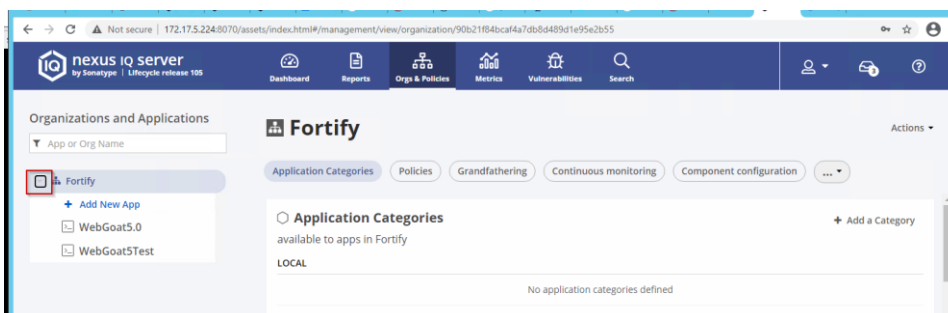 Not secure | 172.17.5.224:8070/assets/index.html#/management/view/organization/90b21f84bcaf4a7db8d489d1e95e2b55
IQ nexus IQ server
by Sonatype | Lifecycle release 105
Dashboard Reports Orgs & Policies Metrics Vulnerabilities Search
3
Organizations and Applications
App or Org Name
Fortify
+ Add New App
WebGoat5.0
WebGoat5Test
Fortify
Actions
Application Categories Policies Grandfathering Continuous monitoring Component configuration ...
Application Categories
+ Add a Category
available to apps in Fortify
LOCAL
No application categories defined